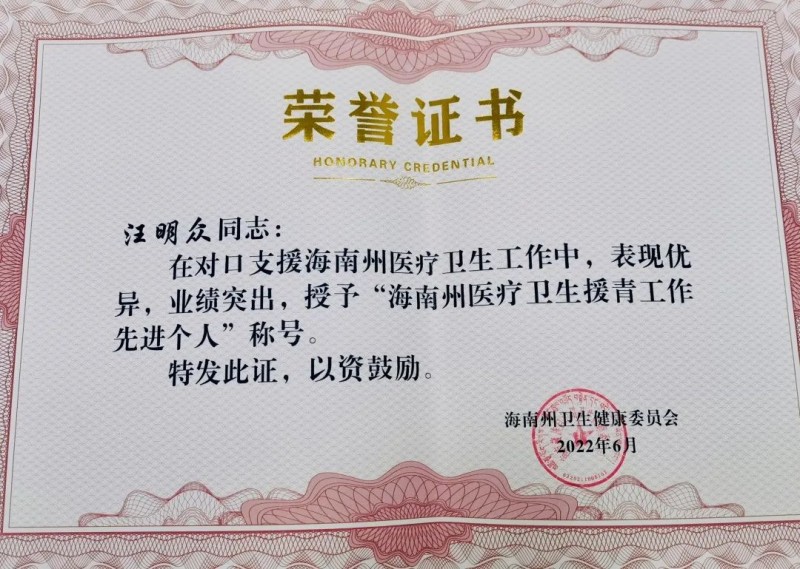 荣誉证书
HONORARY CREDENTIAL
汪明众同志：
在对口支援海南州医疗卫生工作中，表现优
异，业绩突出，授予“海南州医疗卫生援青工作
先进个人”称号。
特发此证，以资鼓励。
海南州卫生健康委员会
2022年6月